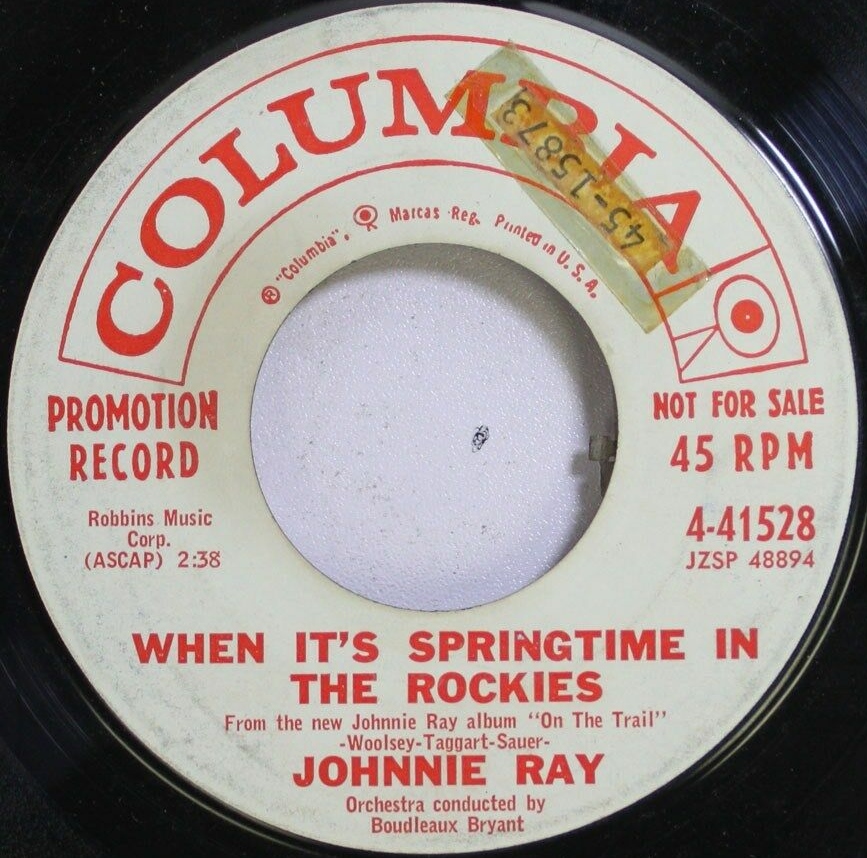 COLUMBIA
45-15873
® "Columbia", Marcas Reg. Printed in U.S.A.
PROMOTION
RECORD
NOT FOR SALE
45 RPM
Robbins Music
Corp.
(ASCAP) 2:38
4-41528
JZSP 48894
WHEN IT'S SPRINGTIME IN
THE ROCKIES
From the new Johnnie Ray album "On The Trail"
-Woolsey-Taggart-Sauer-
JOHNNIE RAY
Orchestra conducted by
Boudleaux Bryant